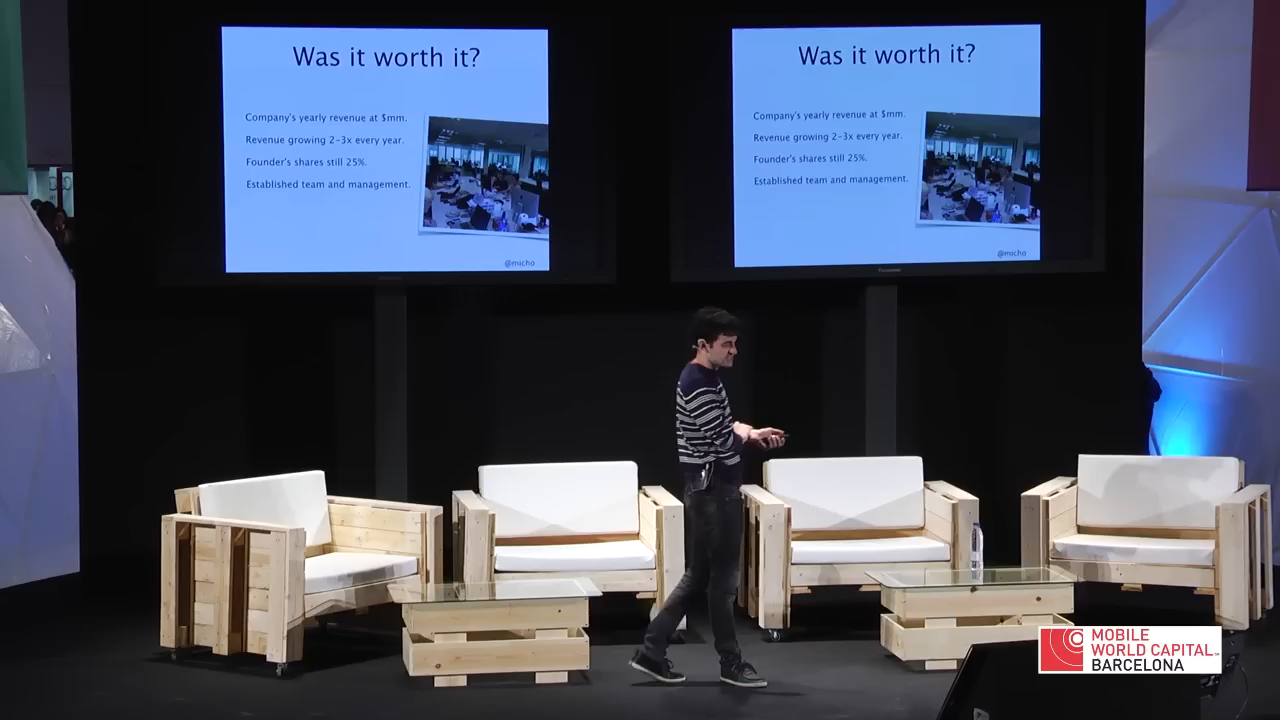 Was it worth it?
Company's yearly revenue at $mm.
Revenue growing 2-3x every year.
Founder's shares still 25%.
Established team and management.
@micho
Was it worth it?
Company's yearly revenue at $mm.
Revenue growing 2-3x every year.
Founder's shares still 25%.
Established team and management.
@micho
MOBILE
WORLD CAPITAL
BARCELONA